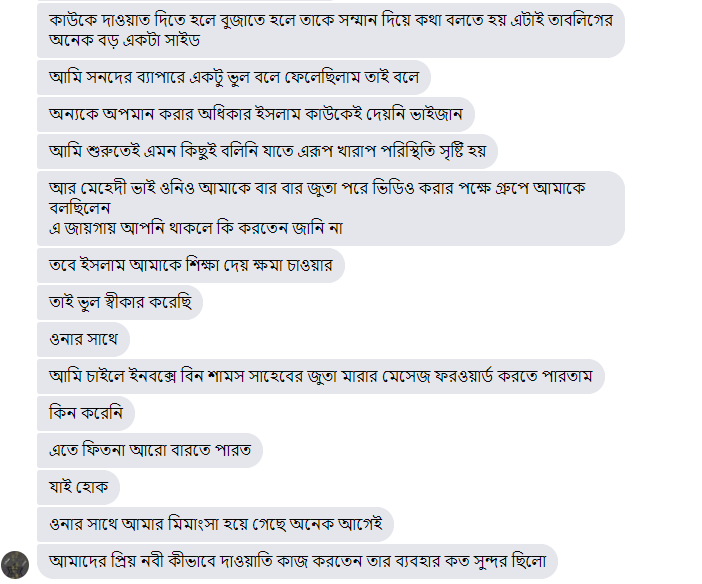 কাউকে দাওয়াত দিতে হলে বুজাতে হলে তাকে সম্মান দিয়ে কথা বলতে হয় এটাই তাবলিগের
অনেক বড় একটা সাইড
আমি সনদের ব্যাপারে একটু ভুল বলে ফেলেছিলাম তাই বলে
অন্যকে অপমান করার অধিকার ইসলাম কাউকেই দেয়নি ভাইজান
আমি শুরুতেই এমন কিছুই বলিনি যাতে এরূপ খারাপ পরিস্থিতি সৃষ্টি হয়
আর মেহেদী ভাই ওনিও আমাকে বার বার জুতা পরে ভিডিও করার পক্ষে গ্রুপে আমাকে
বলছিলেন
এ জায়গায় আপনি থাকলে কি করতেন জানি না
তবে ইসলাম আমাকে শিক্ষা দেয় ক্ষমা চাওয়ার
তাই ভুল স্বীকার করেছি
ওনার সাথে
আমি চাইলে ইনবক্সে বিন শামস সাহেবের জুতা মারার মেসেজ ফরওয়ার্ড করতে পারতাম
কিন করেনি
এতে ফিতনা আরো বারতে পারত
যাই হোক
ওনার সাথে আমার মিমাংসা হয়ে গেছে অনেক আগেই
আমাদের প্রিয় নবী কীভাবে দাওয়াতি কাজ করতেন তার ব্যবহার কত সুন্দর ছিলো